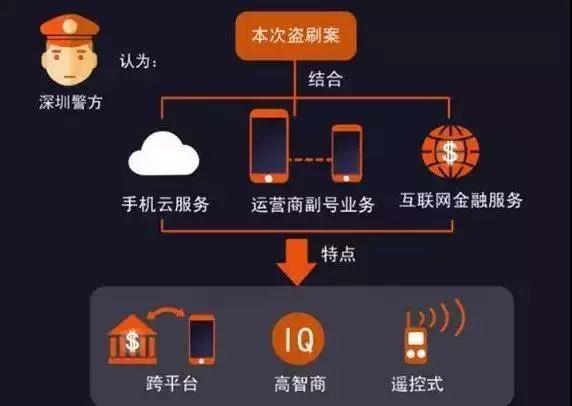 本次盗刷案
认为：
深圳警方
结合
手机云服务
运营商副号业务
互联网金融服务
$
特点
$
IQ
跨平台
高智商
遥控式